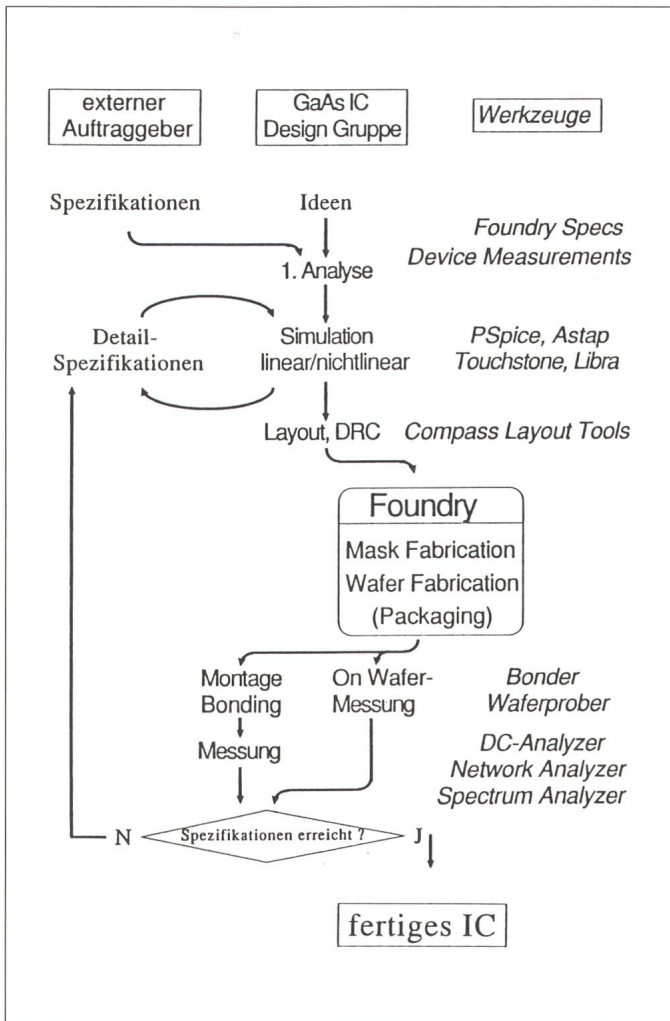 externer
Auftraggeber
GaAs IC
Design Gruppe
Werkzeuge
Spezifikationen
Ideen
Foundry Specs
Device Measurements
1. Analyse
Detail-
Spezifikationen
Simulation
linear/nichtlinear
PSpice, Astap
Touchstone, Libra
Layout, DRC
Compass Layout Tools
Foundry
Mask Fabrication
Wafer Fabrication
(Packaging)
Montage
Bonding
On Wafer-
Messung
Bonder
Waferprober
Messung
DC-Analyzer
Network Analyzer
Spectrum Analyzer
N
Spezifikationen erreicht ?
J
fertiges IC